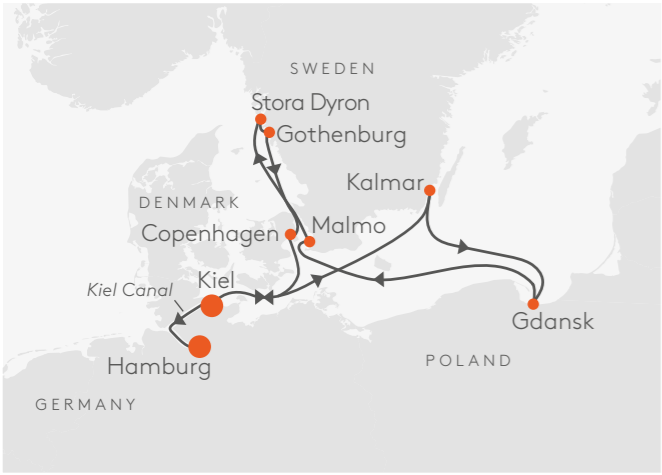 SWEDEN
Stora Dyron
Gothenburg
Kalmar
DENMARK
Malmo
Copenhagen
Kiel
Kiel Canal
Gdansk
Hamburg
POLAND
GERMANY